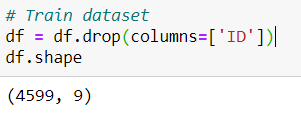 # Train dataset
df = df.drop(columns=['ID'])
df.shape
(4599, 9)